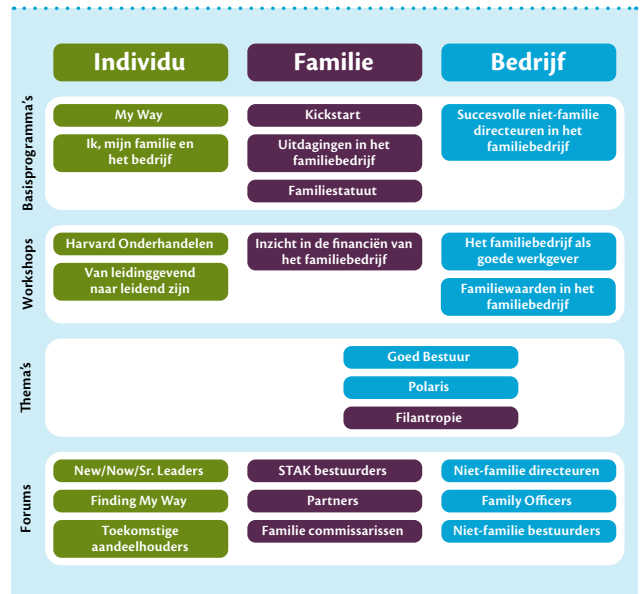 Individu
Familie
Bedrijf
Basisprogramma's
My Way
Ik, mijn familie en
het bedrijf
Kickstart
Uitdagingen in het
familiebedrijf
Familiestatuut
Succesvolle niet-familie
directeuren in het
familiebedrijf
Workshops
Harvard Onderhandelen
Van leidinggevend
naar leidend zijn
Inzicht in de financiën van
het familiebedrijf
Het familiebedrijf als
goede werkgever
Familiewaarden in het
familiebedrijf
Thema's
Goed Bestuur
Polaris
Filantropie
Forums
New/Now/Sr. Leaders
Finding My Way
Toekomstige
aandeelhouders
STAK bestuurders
Partners
Familie commissarissen
Niet-familie directeuren
Family Officers
Niet-familie bestuurders